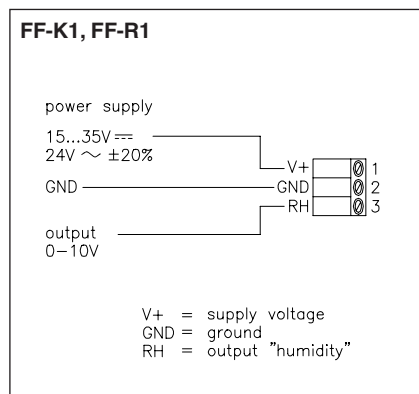 FF-K1, FF-R1
power supply
15...35V ⎓
24V ~ ±20%
V+ 1
GND GND 2
RH 3
output
0-10V
V+ = supply voltage
GND = ground
RH = output "humidity"